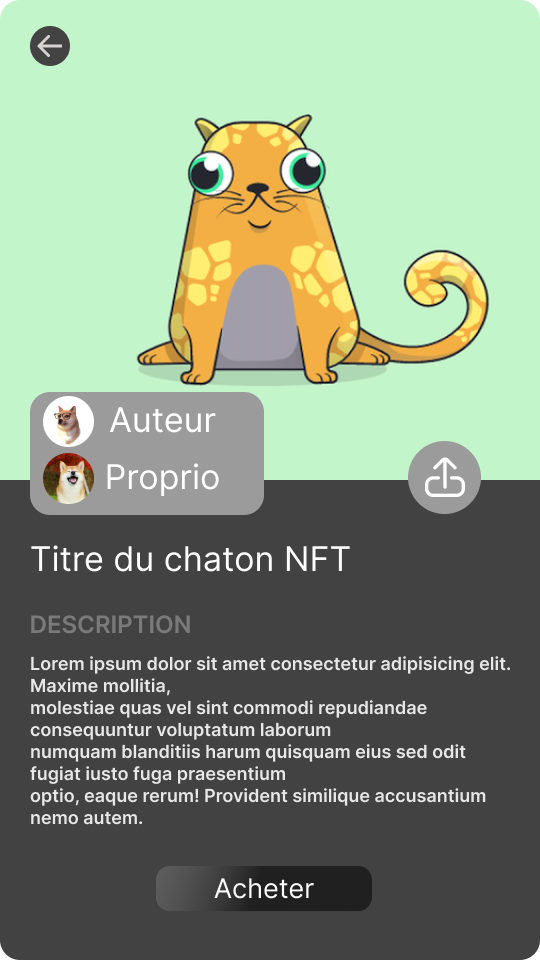 Auteur
Proprio
Titre du chaton NFT
DESCRIPTION
Lorem ipsum dolor sit amet consectetur adipisicing elit.
Maxime mollitia,
molestiae quas vel sint commodi repudiandae
consequuntur voluptatum laborum
numquam blanditiis harum quisquam eius sed odit
fugiat iusto fuga praesentium
optio, eaque rerum! Provident similique accusantium
nemo autem.
Acheter